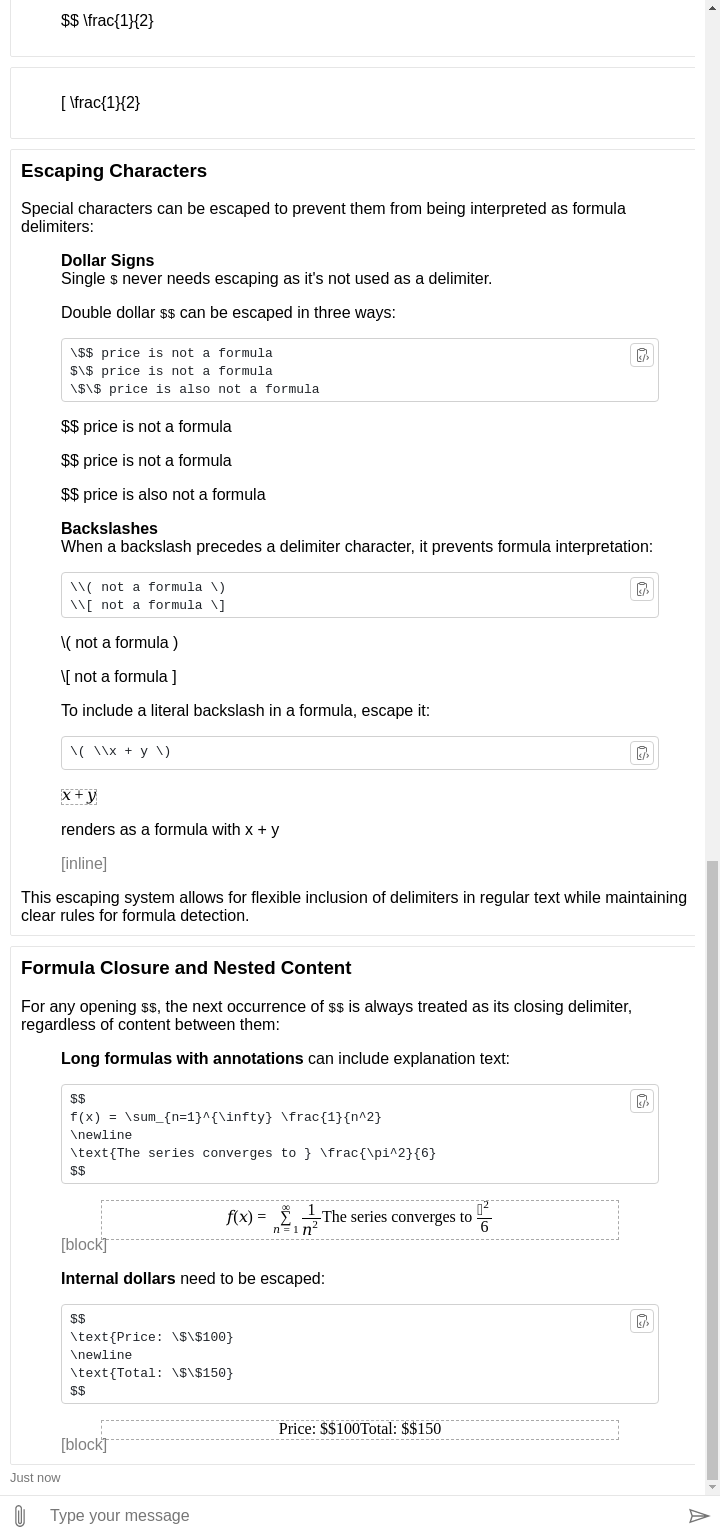 $$ \frac{1}{2}
[ \frac{1}{2}
Escaping Characters
Special characters can be escaped to prevent them from being interpreted as formula
delimiters:
Dollar Signs
Single $ never needs escaping as it's not used as a delimiter.
Double dollar $$ can be escaped in three ways:
\$$ price is not a formula
$\$ price is not a formula
\$\$ price is also not a formula
$$ price is not a formula
$$ price is not a formula
$$ price is also not a formula
Backslashes
When a backslash precedes a delimiter character, it prevents formula interpretation:
\\( not a formula \)
\\[ not a formula \]
\( not a formula )
\[ not a formula ]
To include a literal backslash in a formula, escape it:
\( \\x + y \)
x + y
renders as a formula with x + y
[inline]
This escaping system allows for flexible inclusion of delimiters in regular text while maintaining
clear rules for formula detection.
Formula Closure and Nested Content
For any opening $$, the next occurrence of $$ is always treated as its closing delimiter,
regardless of content between them:
Long formulas with annotations can include explanation text:
$$
f(x) = \sum_{n=1}^{\infty} \frac{1}{n^2}
\newline
\text{The series converges to } \frac{\pi^2}{6}
$$
f(x) = ∑ n = 1 ∞ 1 n² The series converges to ▯² 6
[block]
Internal dollars need to be escaped:
$$
\text{Price: \$\$100}
\newline
\text{Total: \$\$150}
$$
Price: $$100Total: $$150
[block]
Just now
Type your message